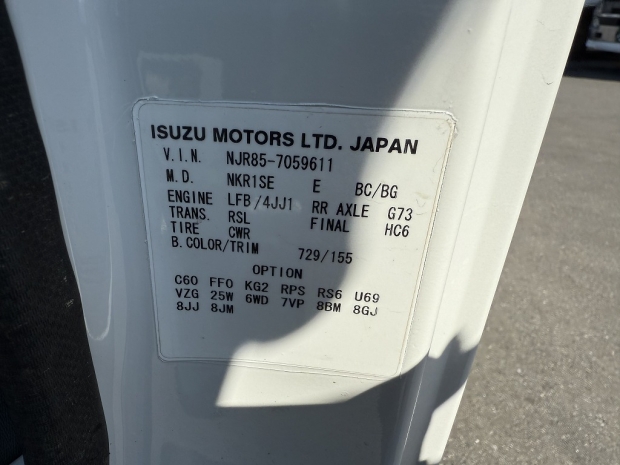 ISUZU MOTORS LTD. JAPAN
V.I.N. NJR85-7059611
M.D. NKR1SE E BC/BG
ENGINE LFB/4JJ1 RR AXLE G73
TRANS. RSL FINAL HC6
TIRE CWR
B.COLOR/TRIM 729/155
OPTION
C60 FF0 KG2 RPS RS6 U69
VZG 25W 6WD 7VP 8BM 8GJ
8JJ 8JM